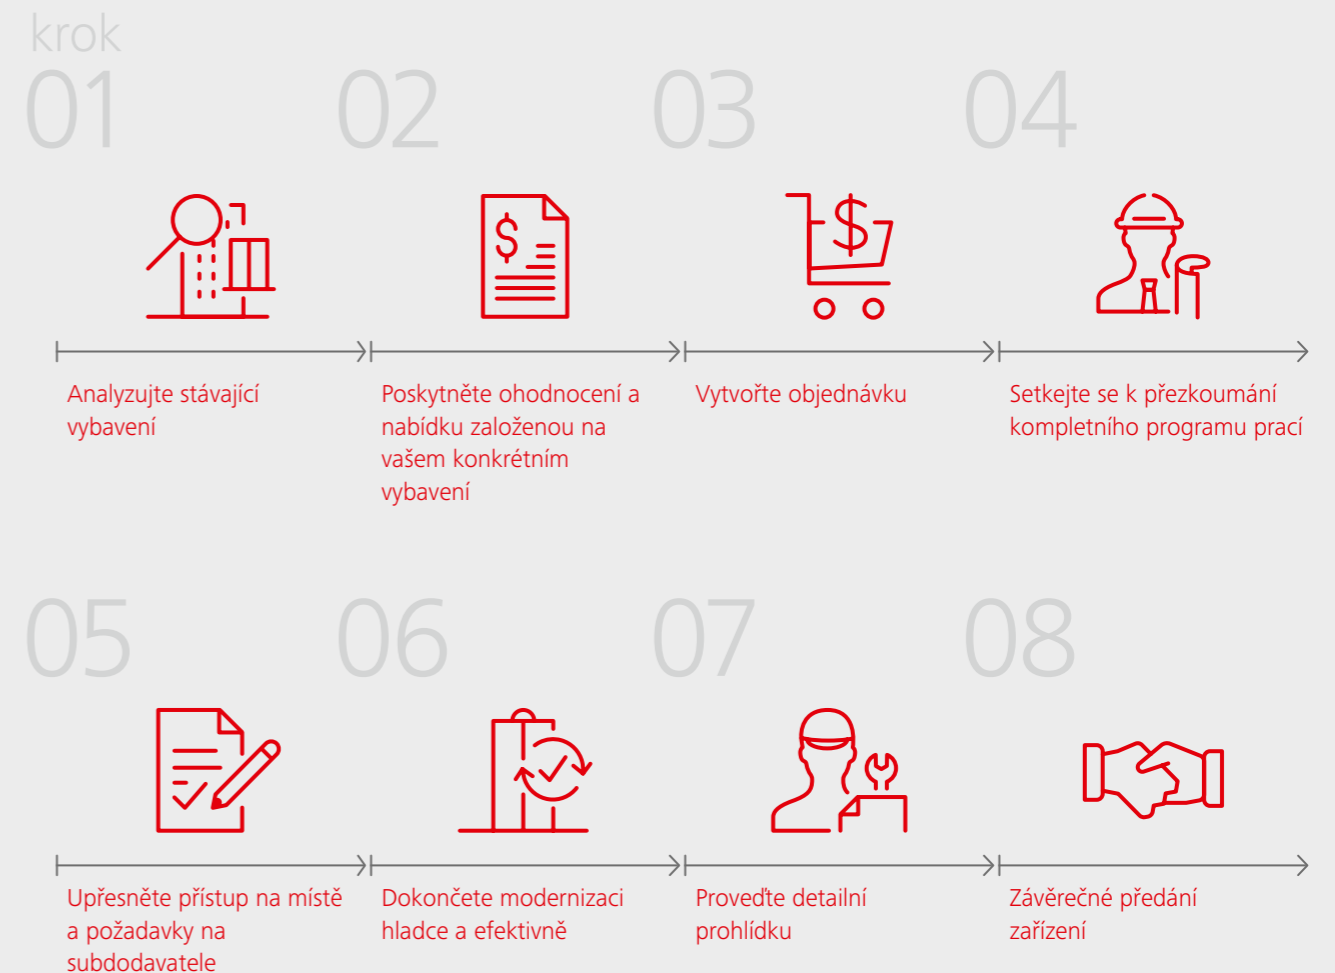 krok
01
02
03
04
$
$
Analyzujte stávající
vybavení
Poskytněte ohodnocení a
nabídku založenou na
vašem konkrétním
vybavení
Vytvořte objednávku
Setkejte se k přezkoumání
kompletního programu prací
05
06
07
08
Upřesněte přístup na místě
a požadavky na
subdodavatele
Dokončete modernizaci
hladce a efektivně
Proveďte detailní
prohlídku
Závěrečné předání
zařízení